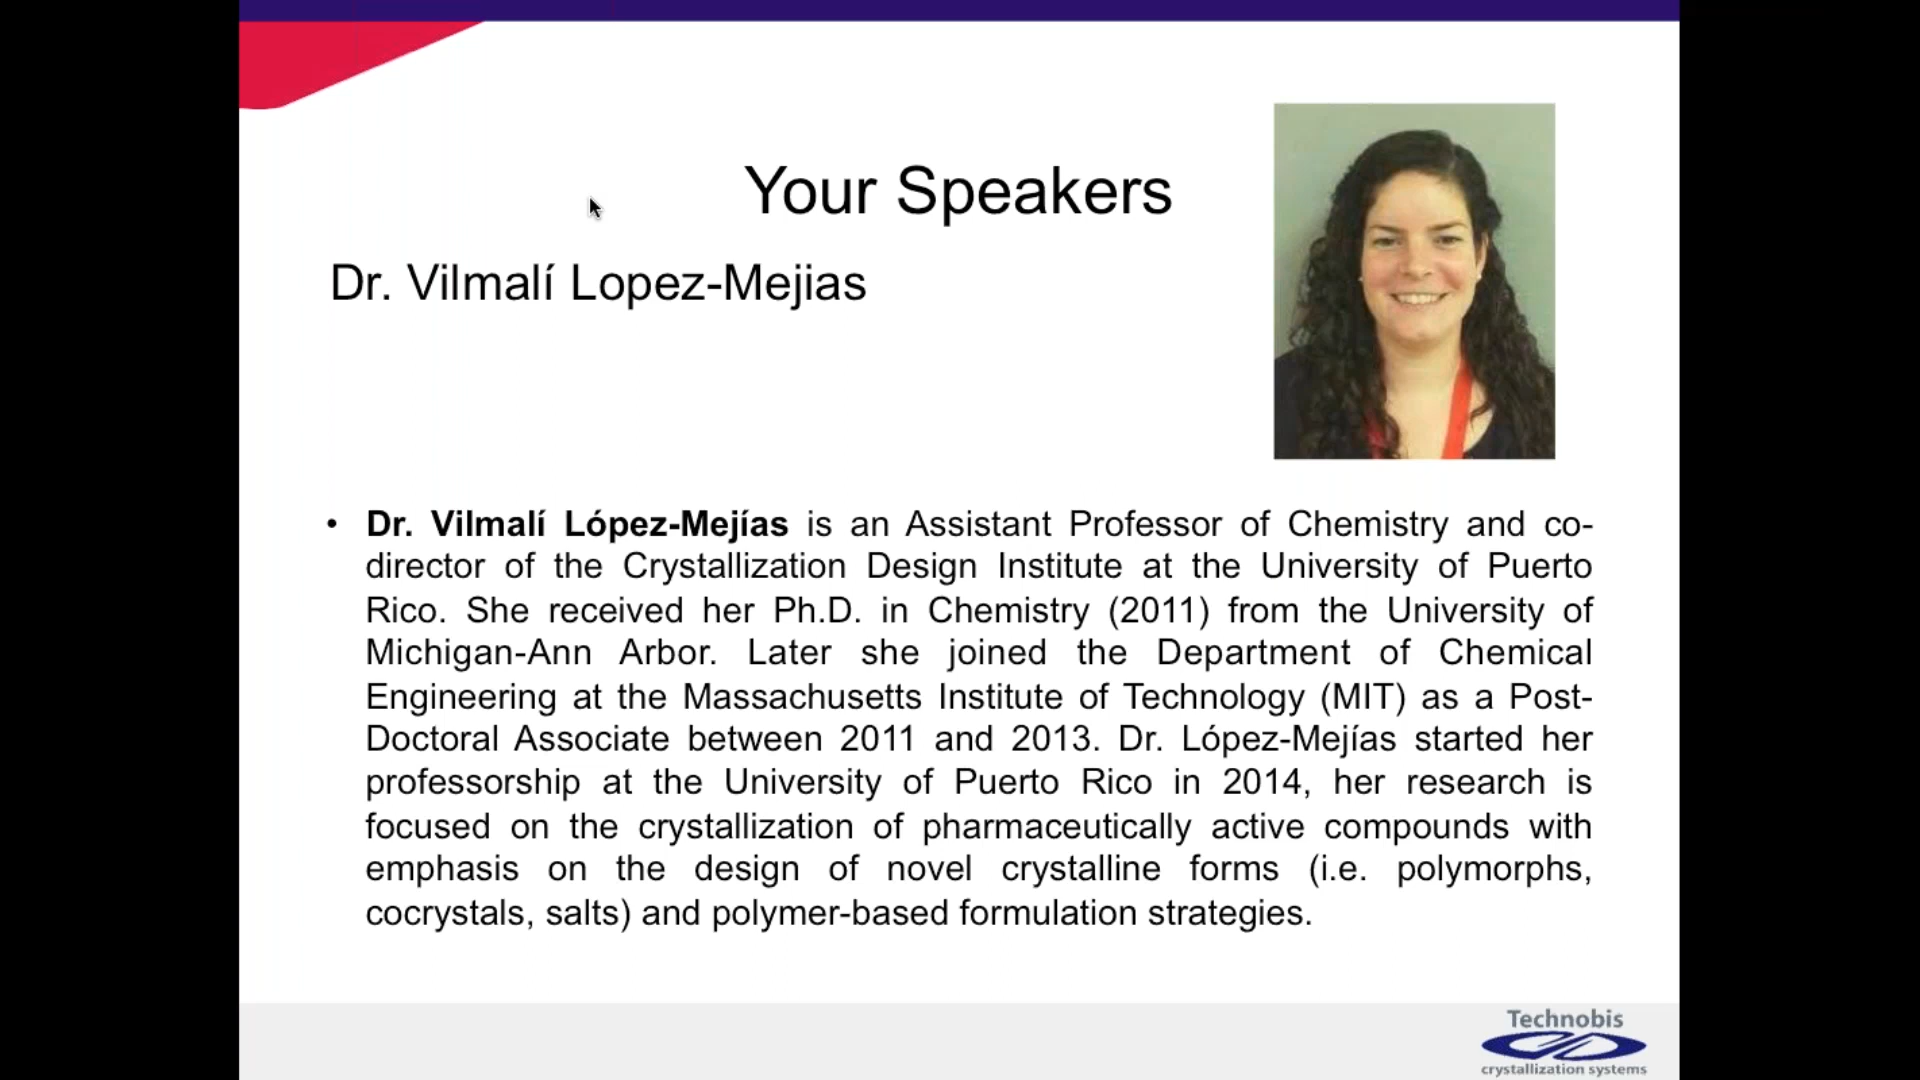 Your Speakers
Dr. Vilmalí Lopez-Mejias
• Dr. Vilmalí López-Mejías is an Assistant Professor of Chemistry and co-
director of the Crystallization Design Institute at the University of Puerto
Rico. She received her Ph.D. in Chemistry (2011) from the University of
Michigan-Ann Arbor. Later she joined the Department of Chemical
Engineering at the Massachusetts Institute of Technology (MIT) as a Post-
Doctoral Associate between 2011 and 2013. Dr. López-Mejías started her
professorship at the University of Puerto Rico in 2014, her research is
focused on the crystallization of pharmaceutically active compounds with
emphasis on the design of novel crystalline forms (i.e. polymorphs,
cocrystals, salts) and polymer-based formulation strategies.
Technobis
crystallization systems